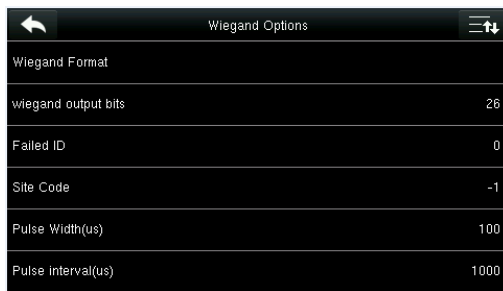 Wiegand Options
Wiegand Format
wiegand output bits 26
Failed ID 0
Site Code -1
Pulse Width(us) 100
Pulse interval(us) 1000